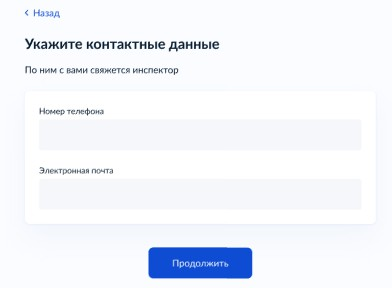 Назад
Укажите контактные данные
По ним с вами свяжется инспектор
Номер телефона
Электронная почта
Продолжить